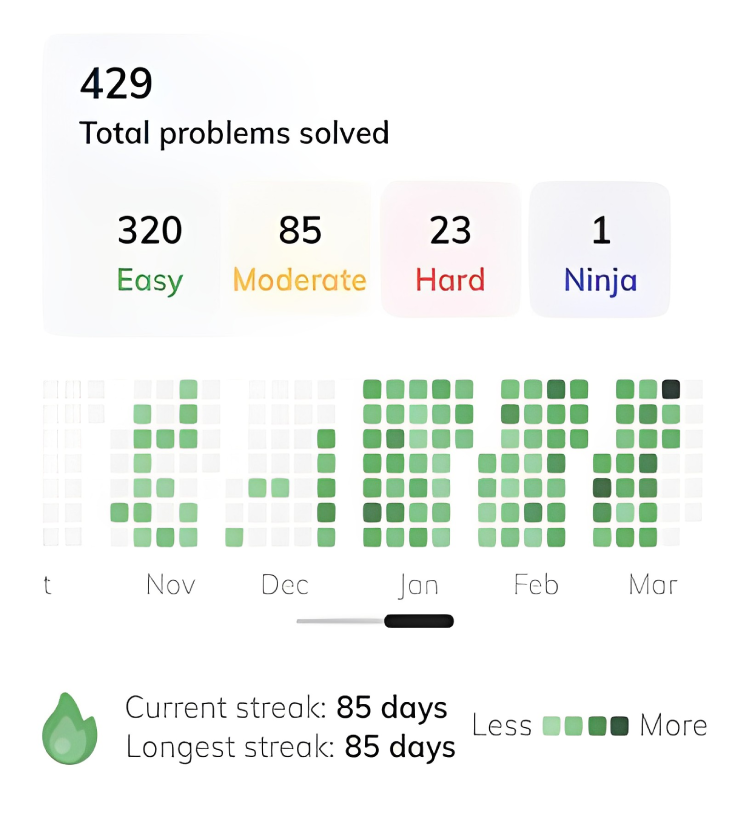 429
Total problems solved
320 85 23 1
Easy Moderate Hard Ninja
t Nov Dec Jan Feb Mar
Current streak: 85 days
Longest streak: 85 days
Less More